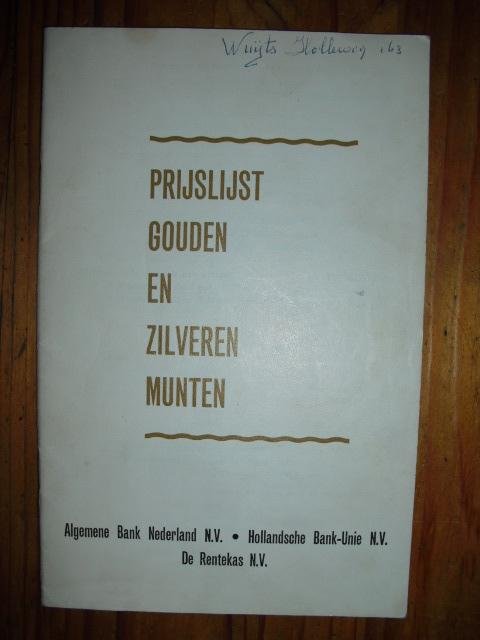 PRIJSLIJST
GOUDEN
EN
ZILVEREN
MUNTEN
Algemene Bank Nederland N.V. • Hollandsche Bank-Unie N.V.
De Rentekas N.V.